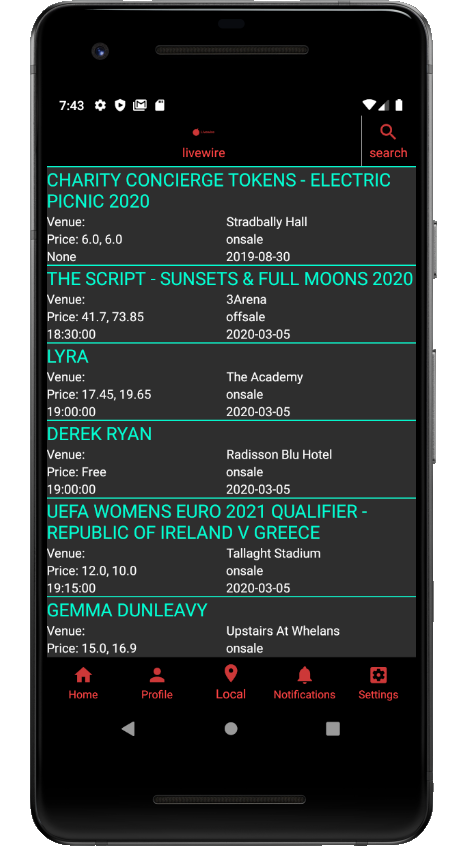 7:43
livewire
search
CHARITY CONCIERGE TOKENS - ELECTRIC
PICNIC 2020
Venue: Stradbally Hall
Price: 6.0, 6.0 onsale
None 2019-08-30
THE SCRIPT - SUNSETS & FULL MOONS 2020
Venue: 3Arena
Price: 41.7, 73.85 offsale
18:30:00 2020-03-05
LYRA
Venue: The Academy
Price: 17.45, 19.65 onsale
19:00:00 2020-03-05
DEREK RYAN
Venue: Radisson Blu Hotel
Price: Free onsale
19:00:00 2020-03-05
UEFA WOMENS EURO 2021 QUALIFIER -
REPUBLIC OF IRELAND V GREECE
Venue: Tallaght Stadium
Price: 12.0, 10.0 onsale
19:15:00 2020-03-05
GEMMA DUNLEAVY
Venue: Upstairs At Whelans
Price: 15.0, 16.9 onsale
Home Profile Local Notifications Settings